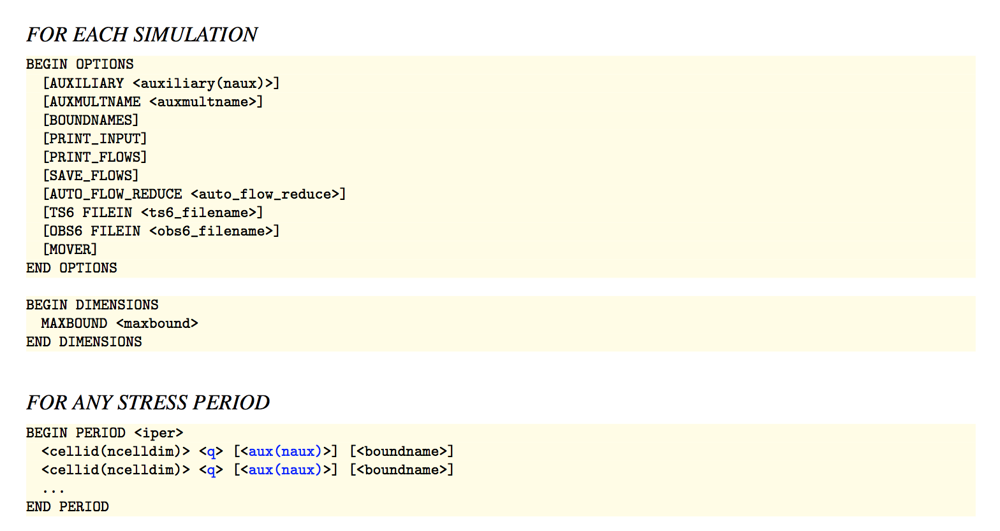 FOR EACH SIMULATION
BEGIN OPTIONS
[AUXILIARY <auxiliary(naux)>]
[AUXMULTNAME <auxmultname>]
[BOUNDNAMES]
[PRINT_INPUT]
[PRINT_FLOWS]
[SAVE_FLOWS]
[AUTO_FLOW_REDUCE <auto_flow_reduce>]
[TS6 FILEIN <ts6_filename>]
[OBS6 FILEIN <obs6_filename>]
[MOVER]
END OPTIONS
BEGIN DIMENSIONS
MAXBOUND <maxbound>
END DIMENSIONS
FOR ANY STRESS PERIOD
BEGIN PERIOD <iper>
<cellid(ncelldim)> <q> [<aux(naux)>] [<boundname>]
<cellid(ncelldim)> <q> [<aux(naux)>] [<boundname>]
...
END PERIOD